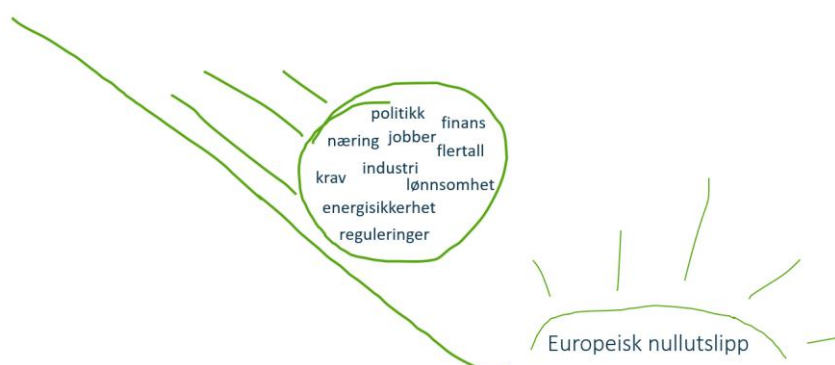 politikk
finans
næring jobber
flertall
industri
krav
lønnsomhet
energisikkerhet
reguleringer
Europeisk nullutslipp